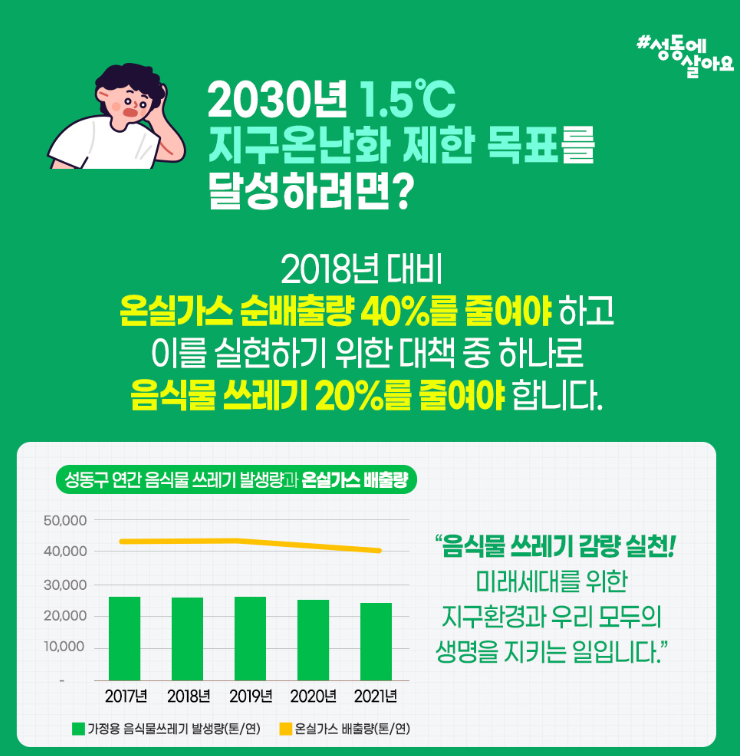 #성동에
살아요
2030년 1.5℃
지구온난화 제한 목표를
달성하려면?
2018년 대비
온실가스 순배출량 40%를 줄여야 하고
이를 실현하기 위한 대책 중 하나로
음식물 쓰레기 20%를 줄여야 합니다.
성동구 연간 음식물 쓰레기 발생량과 온실가스 배출량
50,000
40,000
30,000
20,000
10,000
-
2017년 2018년 2019년 2020년 2021년
가정용 음식물쓰레기 발생량(톤/연) 온실가스 배출량(톤/연)
“음식물 쓰레기 감량 실천!
미래세대를 위한
지구환경과 우리 모두의
생명을 지키는 일입니다.”